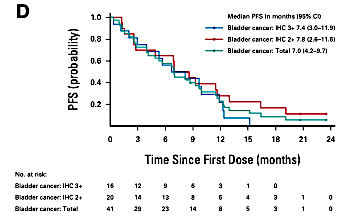 D
Median PFS in months (95% CI)
Bladder cancer: IHC 3+ 7.4 (3.0–11.9)
Bladder cancer: IHC 2+ 7.8 (2.6–11.6)
Bladder cancer: Total 7.0 (4.2–9.7)
PFS (probability)
1.0
0.8
0.6
0.4
0.2
0 3 6 9 12 15 18 21 24
Time Since First Dose (months)
No. at risk:
Bladder cancer: IHC 3+ 16 12 9 6 3 1 0
Bladder cancer: IHC 2+ 20 14 13 8 5 4 3 1 0
Bladder cancer: Total 41 29 23 14 8 5 3 1 0